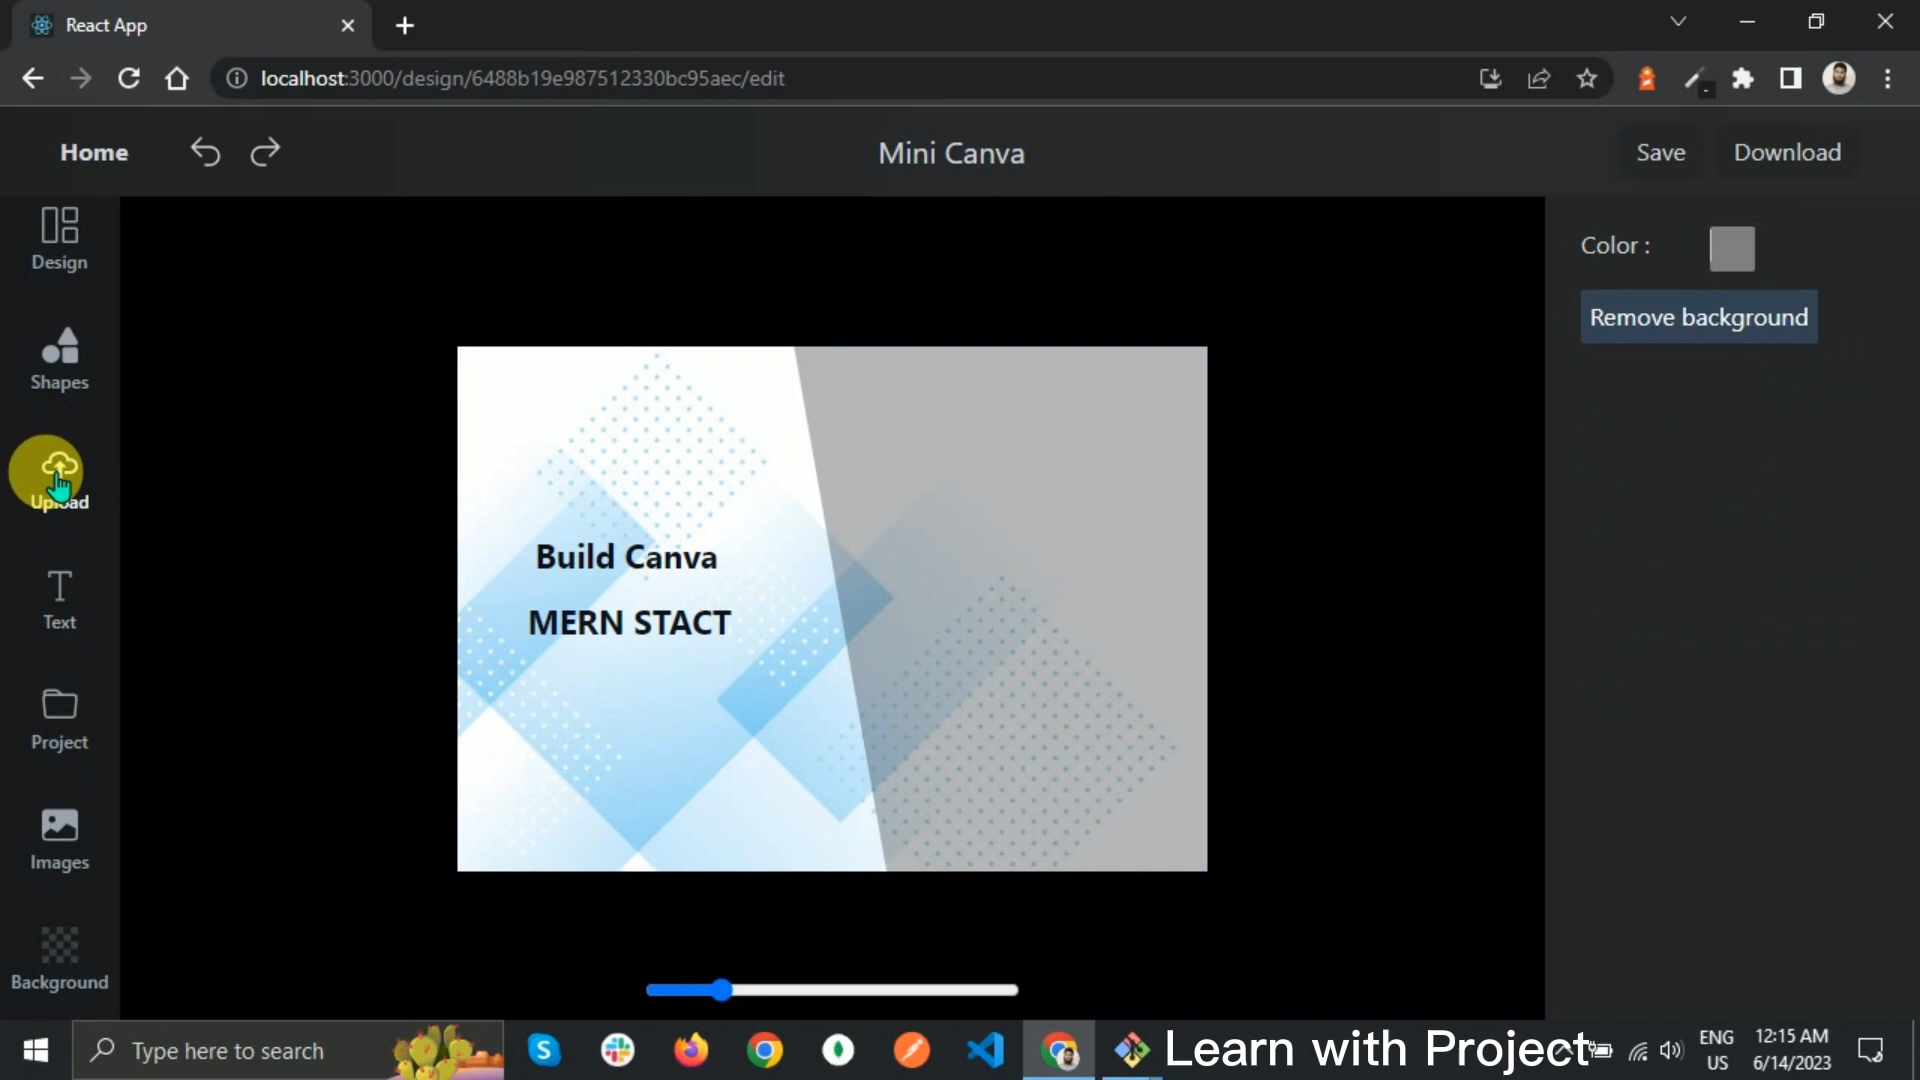 React App
localhost:3000/design/6488b19e987512330bc95aec/edit
Home
Mini Canva
Save
Download
Design
Shapes
Upload
Text
Project
Images
Background
Build Canva
MERN STACT
Color :
Remove background
Type here to search
S
Learn with Project
ENG
US
12:15 AM
6/14/2023